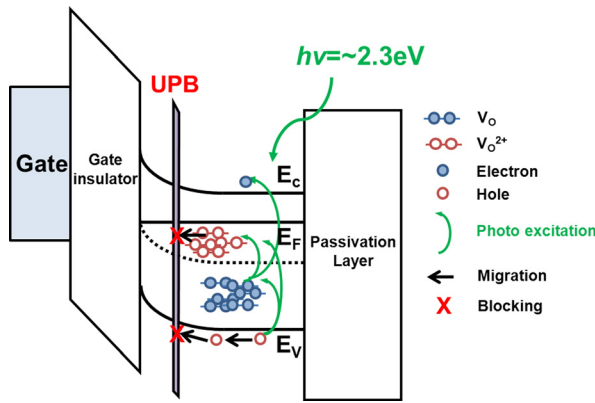 hν=~2.3eV
UPB
Gate
Gate
insulator
E_C
E_F
E_V
Passivation
Layer
V_O
V_O^{2+}
Electron
Hole
Photo excitation
Migration
X Blocking